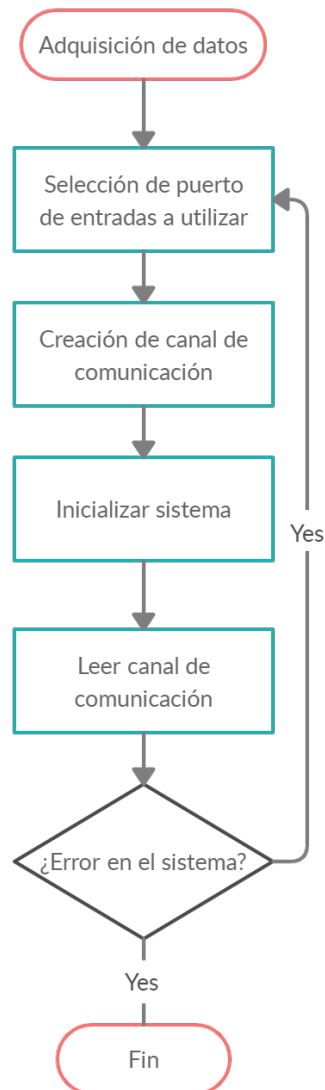 Adquisición de datos
Selección de puerto
de entradas a utilizar
Creación de canal de
comunicación
Inicializar sistema
Yes
Leer canal de
comunicación
¿Error en el sistema?
Yes
Fin